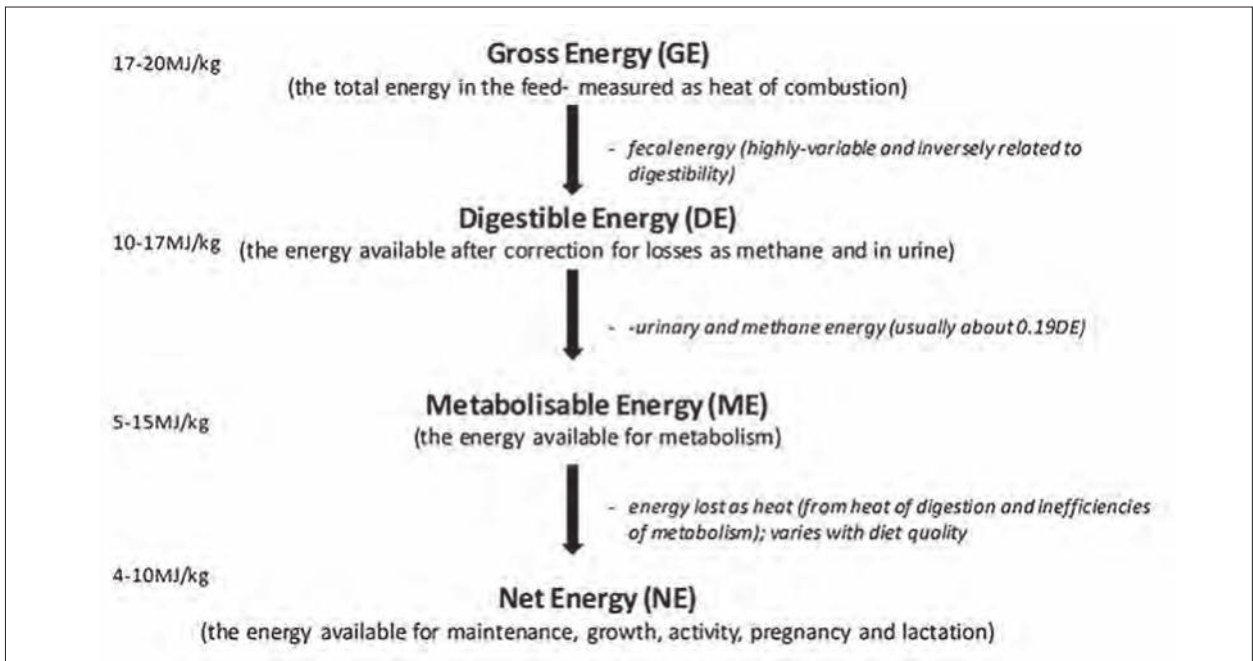 17-20MJ/kg
Gross Energy (GE)
(the total energy in the feed- measured as heat of combustion)
- fecal energy (highly-variable and inversely related to
digestibility)
Digestible Energy (DE)
10-17MJ/kg (the energy available after correction for losses as methane and in urine)
- -urinary and methane energy (usually about 0.19DE)
Metabolisable Energy (ME)
5-15MJ/kg
(the energy available for metabolism)
- energy lost as heat (from heat of digestion and inefficiencies
of metabolism); varies with diet quality
4-10MJ/kg
Net Energy (NE)
(the energy available for maintenance, growth, activity, pregnancy and lactation)